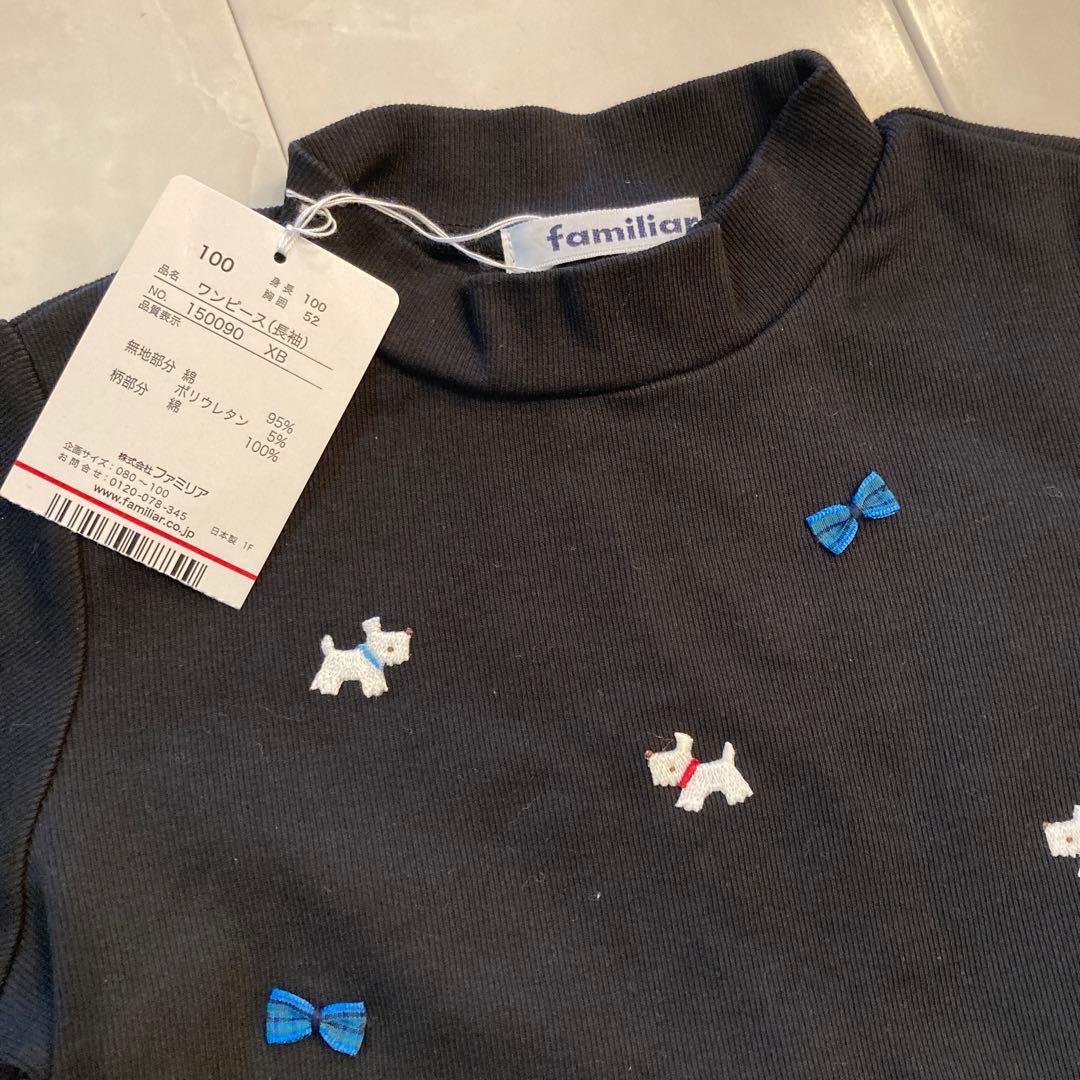 familiar
100
身長 100
胸囲 52
品名 ワンピース(長袖)
NO. 150090 XB
品質表示
無地部分 綿 95%
ポリウレタン 5%
柄部分 綿 100%
株式会社 ファミリア
企画サイズ：080〜100
お問合せ：0120-078-345
www.familiar.co.jp
日本製 1F